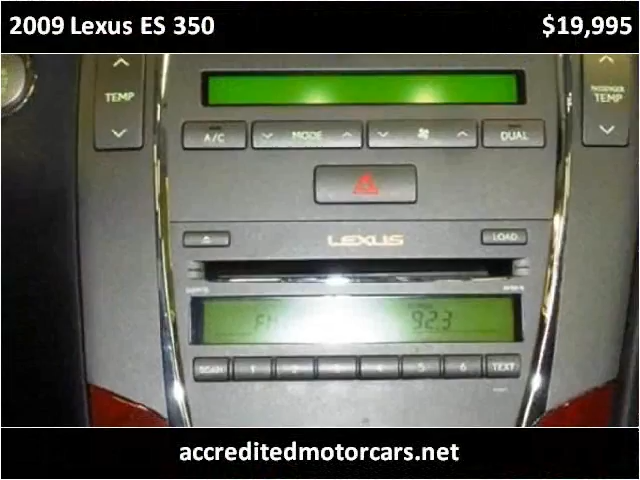 2009 Lexus ES 350 $19,995
TEMP
PASSENGER TEMP
A/C MODE DUAL
LEXUS LOAD
FM 92.3
SCAN 1 2 3 4 5 6 TEXT
accreditedmotorcars.net